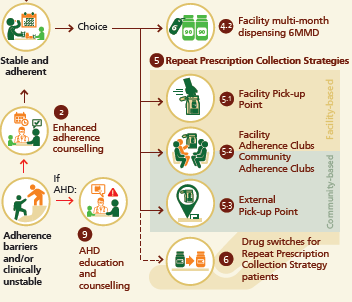 Choice
4.2
Facility multi-month
dispensing 6MMD
Stable and
adherent
5
Repeat Prescription Collection Strategies
5.1
Facility Pick-up
Point
Facility-based
2
Enhanced
adherence
counselling
5.2
Facility
Adherence Clubs
Community
Adherence Clubs
Community-based
If
AHD:
5.3
External
Pick-up Point
Adherence
barriers
and/or
clinically
unstable
9
AHD
education
and
counselling
6
Drug switches for
Repeat Prescription
Collection Strategy
patients